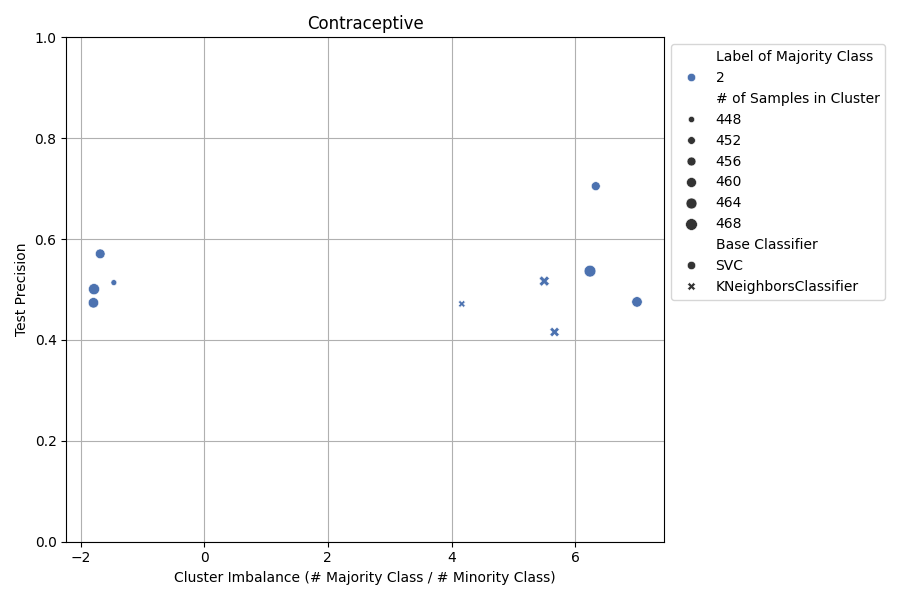 Contraceptive
Test Precision
1.0
0.8
0.6
0.4
0.2
0.0
−2
0
2
4
6
Cluster Imbalance (# Majority Class / # Minority Class)
Label of Majority Class
2
# of Samples in Cluster
448
452
456
460
464
468
Base Classifier
SVC
KNeighborsClassifier